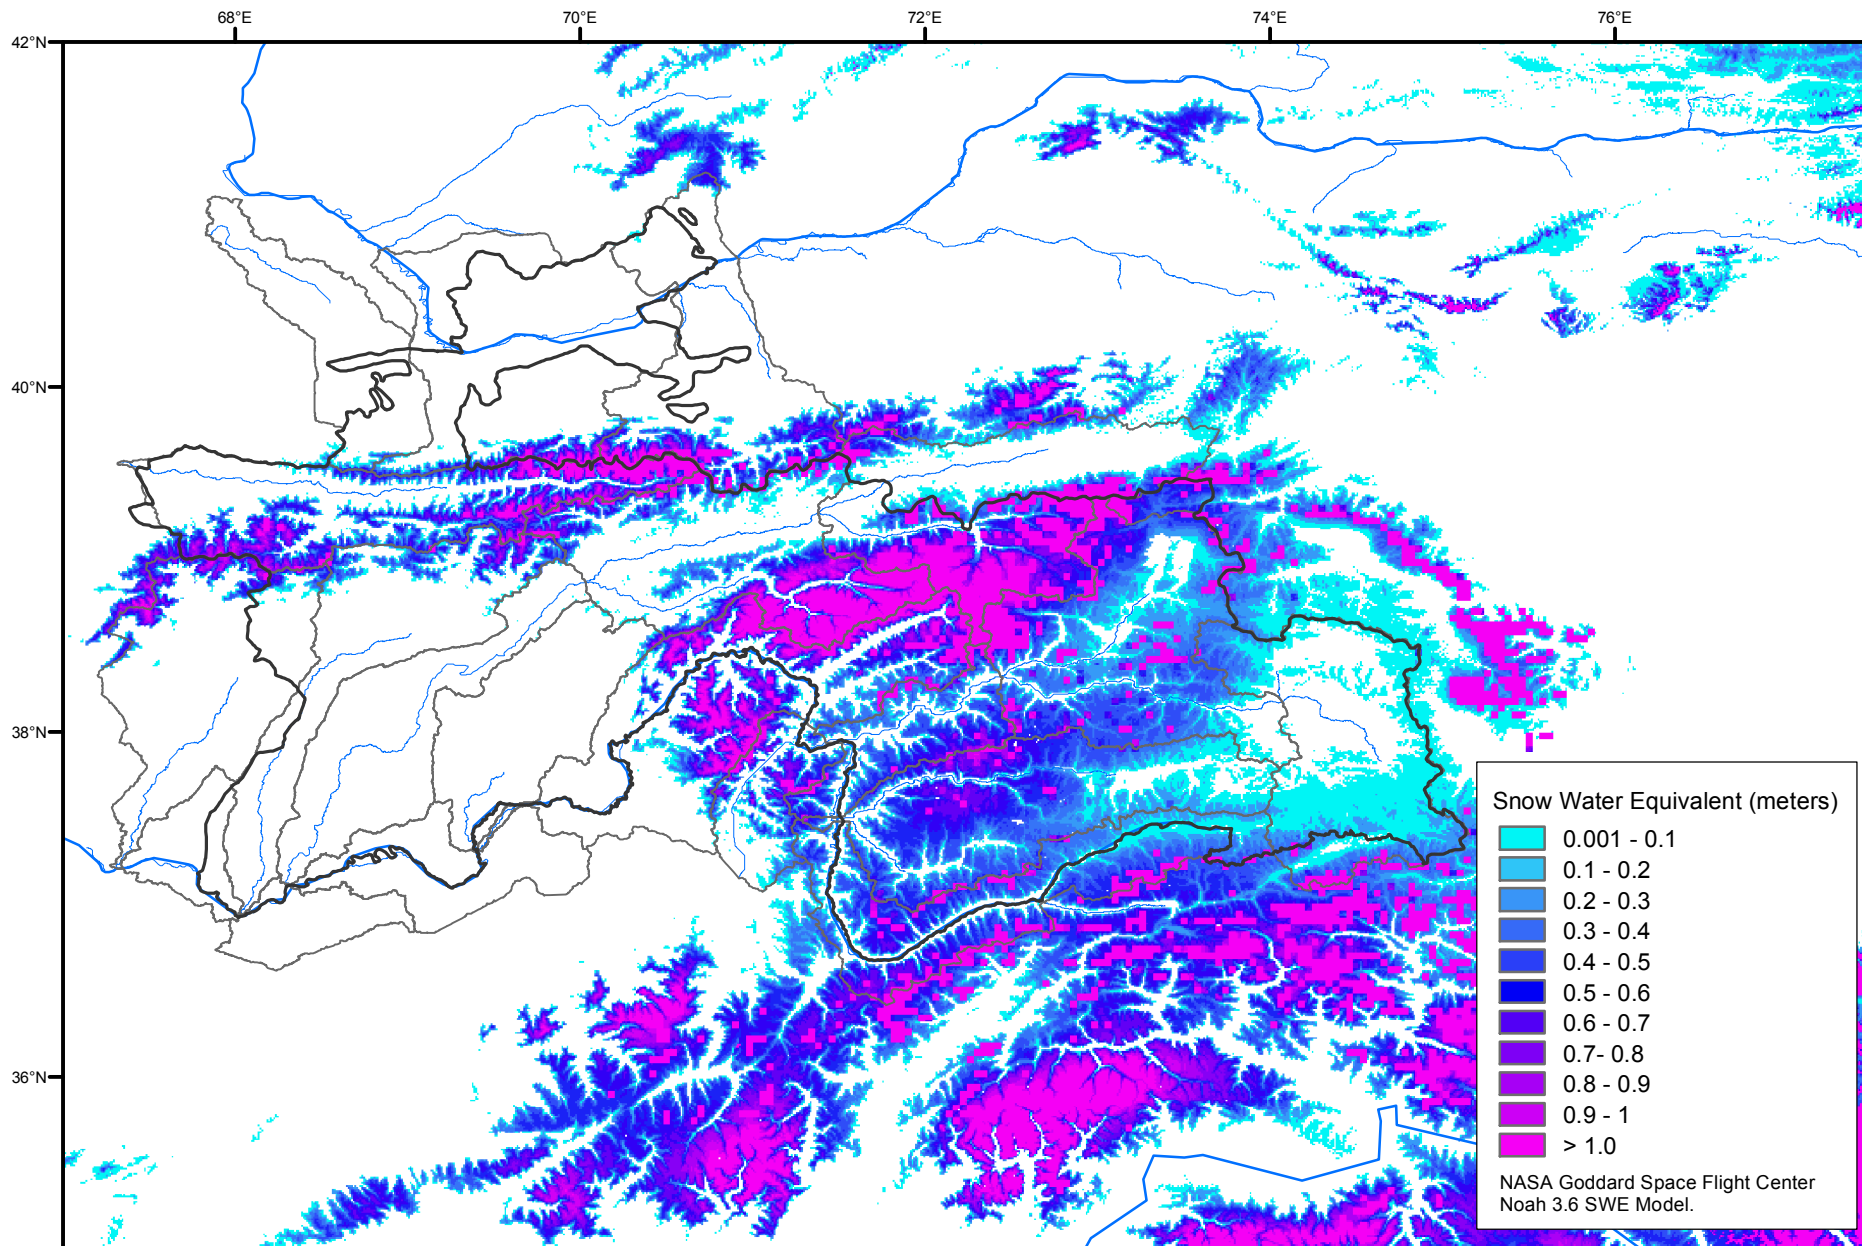 68°E 70°E 72°E 74°E 76°E
42°N
40°N
38°N
36°N
Snow Water Equivalent (meters)
0.001 - 0.1
0.1 - 0.2
0.2 - 0.3
0.3 - 0.4
0.4 - 0.5
0.5 - 0.6
0.6 - 0.7
0.7- 0.8
0.8 - 0.9
0.9 - 1
> 1.0
NASA Goddard Space Flight Center
Noah 3.6 SWE Model.